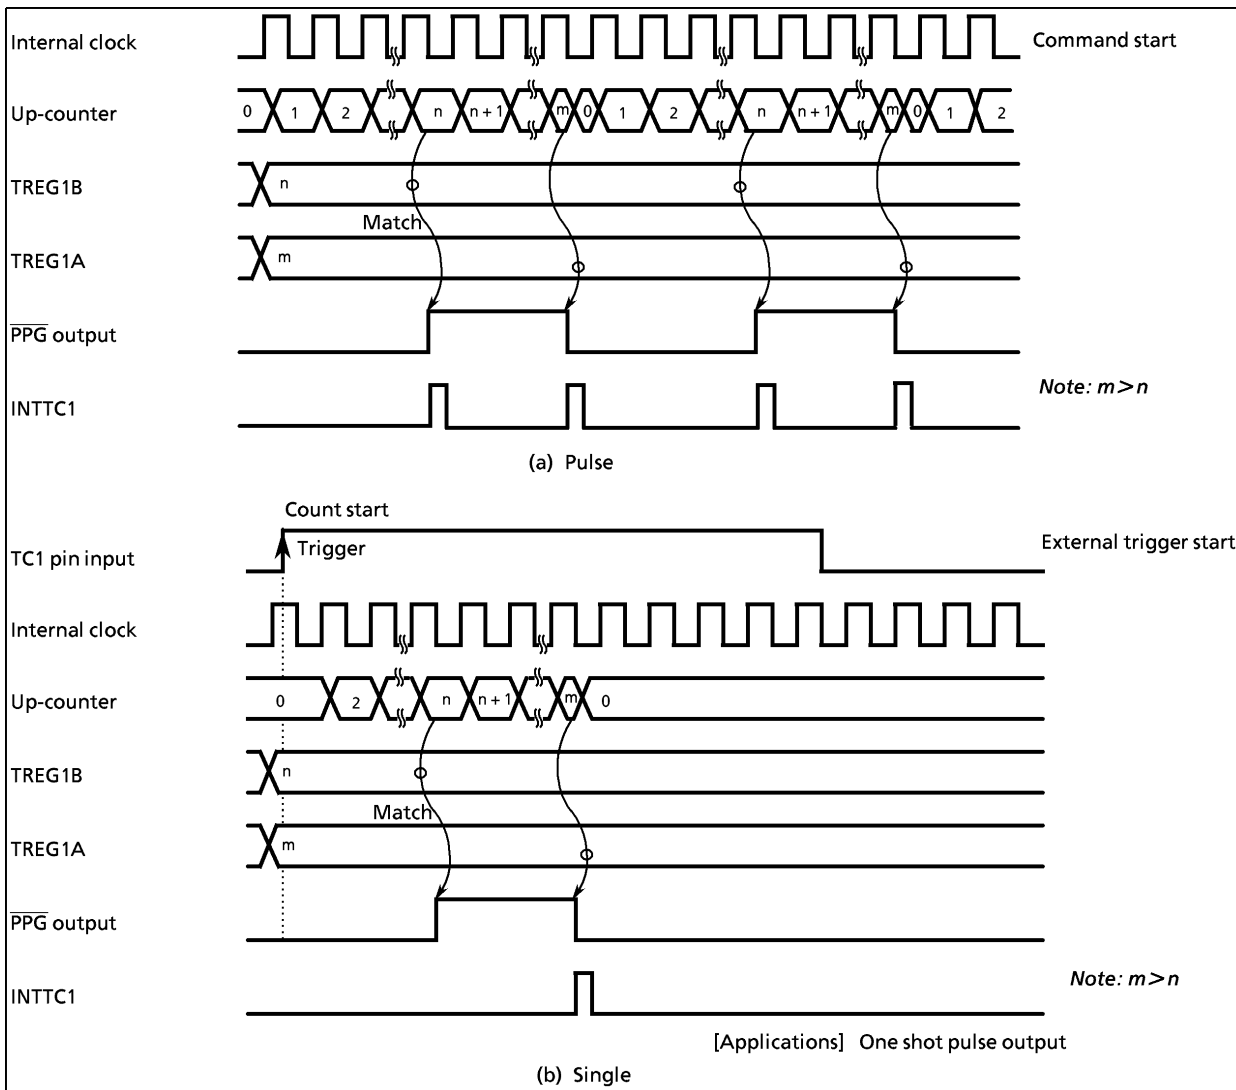 Internal clock
Command start
Up-counter 0 1 2 n n + 1 m 0 1 2 n n + 1 m 0 1 2
TREG1B n
Match
TREG1A m
PPG output
Note: m>n
INTTC1
(a) Pulse
Count start
Trigger
TC1 pin input
External trigger start
Internal clock
Up-counter 0 2 n n + 1 m 0
TREG1B n
Match
TREG1A m
PPG output
Note: m>n
INTTC1
[Applications] One shot pulse output
(b) Single